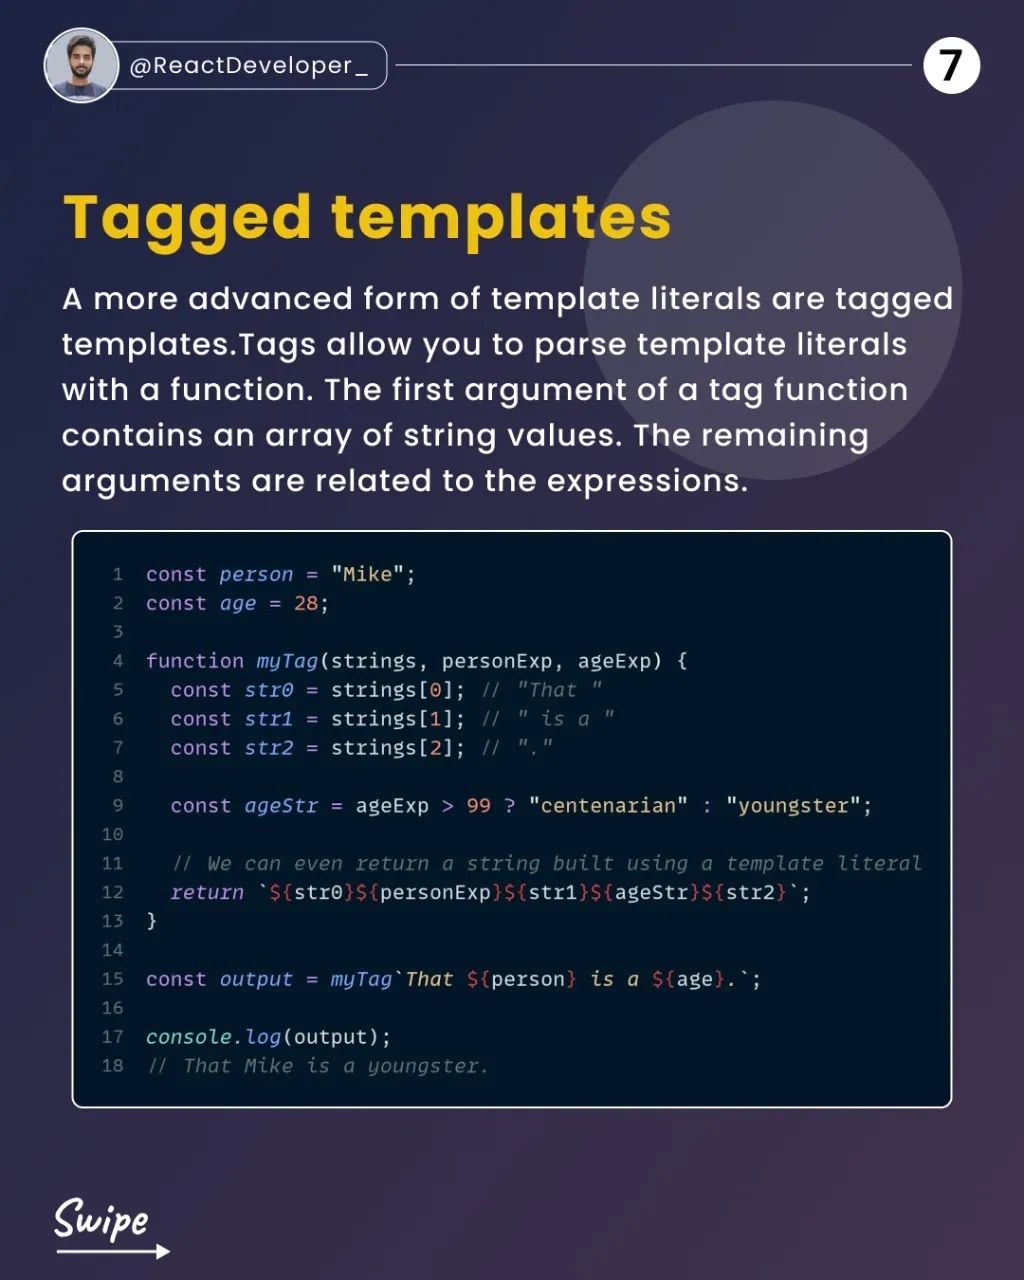 @ReactDeveloper_
7
Tagged templates
A more advanced form of template literals are tagged
templates.Tags allow you to parse template literals
with a function. The first argument of a tag function
contains an array of string values. The remaining
arguments are related to the expressions.
1 const person = "Mike";
2 const age = 28;
3
4 function myTag(strings, personExp, ageExp) {
5   const str0 = strings[0]; // "That "
6   const str1 = strings[1]; // " is a "
7   const str2 = strings[2]; // "."
8
9   const ageStr = ageExp > 99 ? "centenarian" : "youngster";
10
11   // We can even return a string built using a template literal
12   return `${str0}${personExp}${str1}${ageStr}${str2}`;
13 }
14
15 const output = myTag`That ${person} is a ${age}.`;
16
17 console.log(output);
18 // That Mike is a youngster.
Swipe